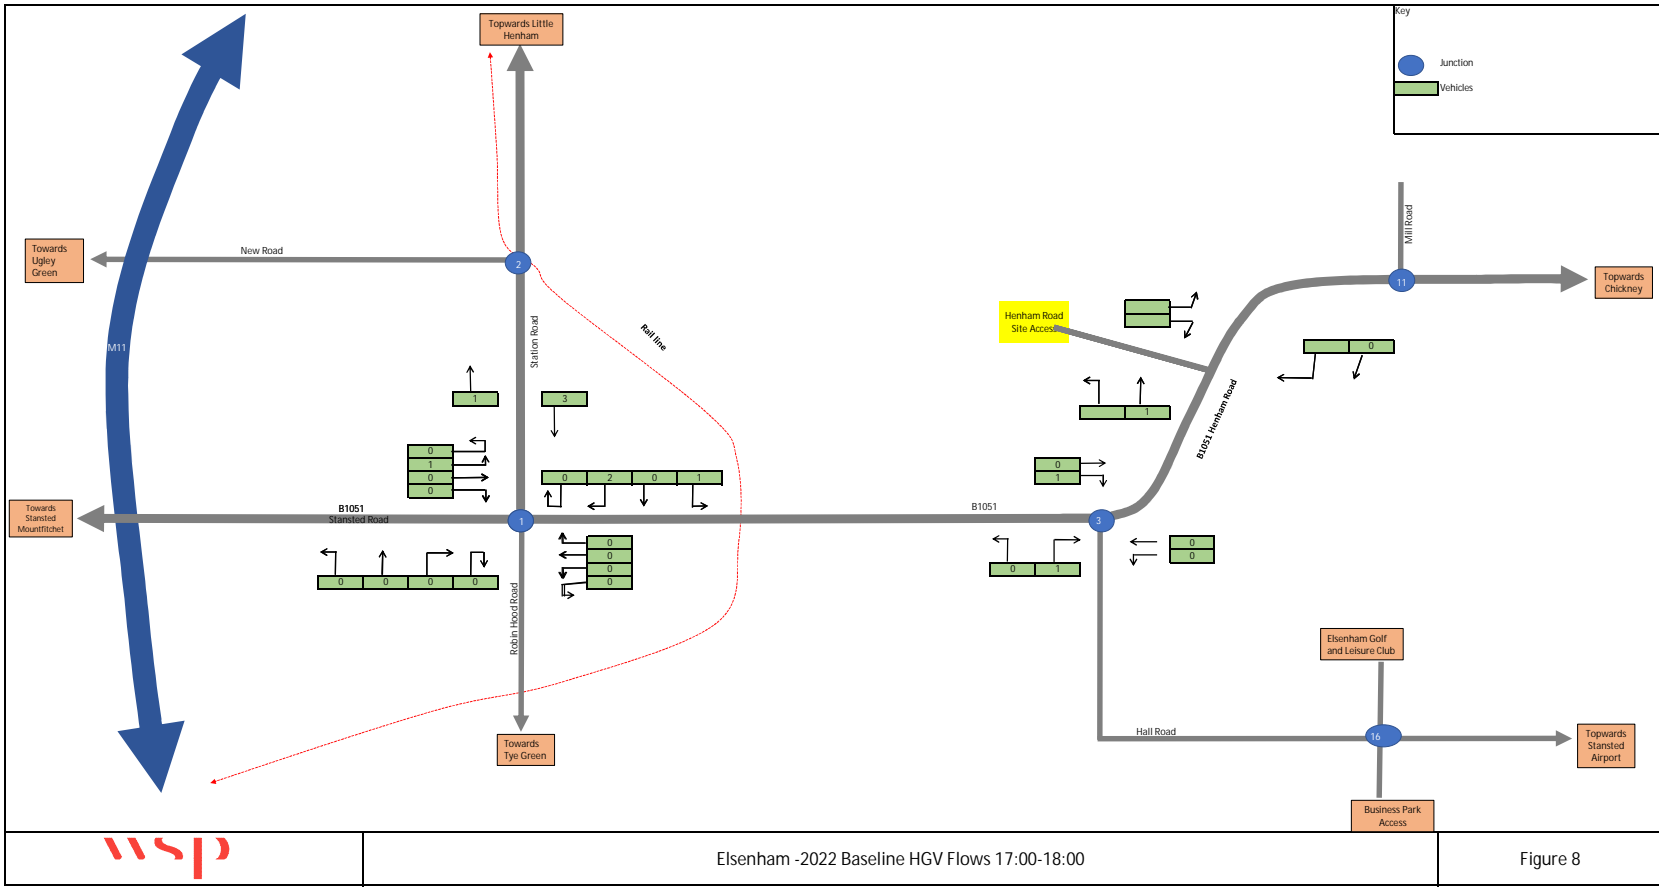 Key
Junction
Vehicles
Topwards Little
Henham
Towards
Ugley
Green
New Road
2
Mill Road
11
Topwards
Chickney
Henham Road
Site Access
M11
Station Road
Rail line
0
1
3
1
B1051 Henham Road
0
1
0
0
0
2
0
1
0
1
Towards
Stansted
Mountfitchet
B1051
Stansted Road
1
B1051
3
0
0
0
0
0
0
0
0
0
1
0
0
Robin Hood Road
Elsenham Golf
and Leisure Club
Towards
Tye Green
Hall Road
16
Topwards
Stansted
Airport
Business Park
Access
wsp
Elsenham -2022 Baseline HGV Flows 17:00-18:00
Figure 8